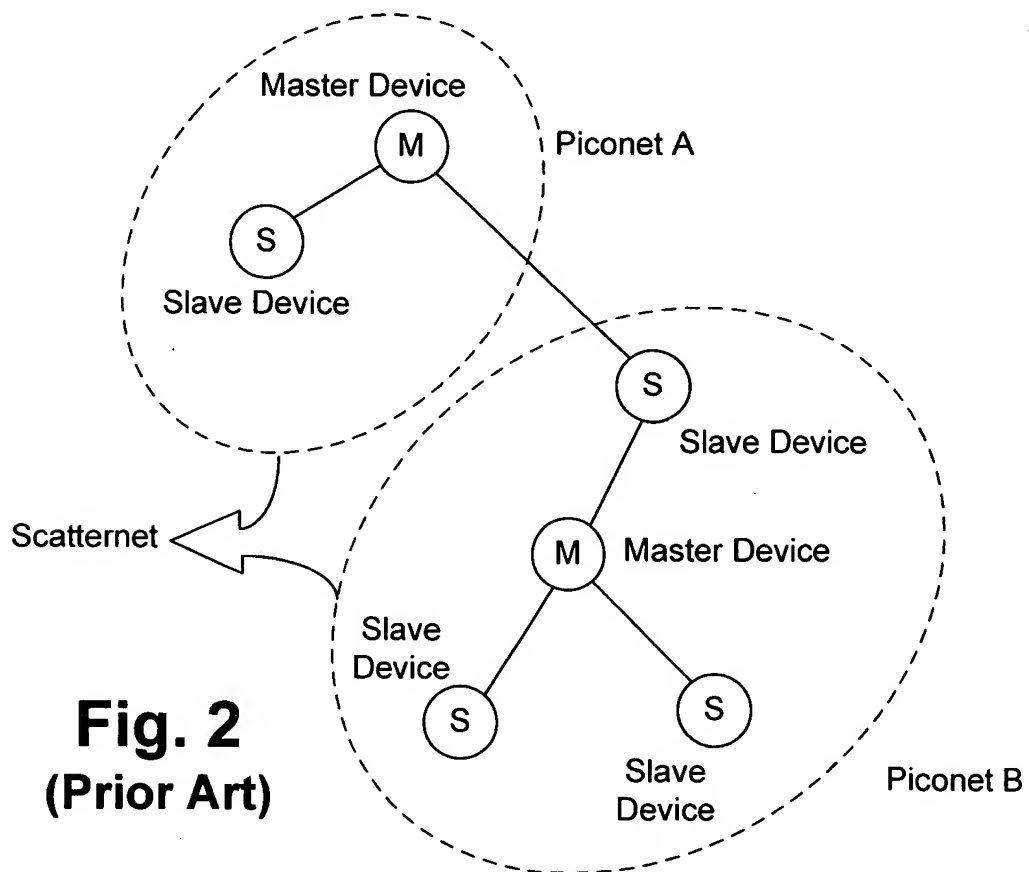 Master Device
M
Piconet A
S
Slave Device
S
Slave Device
Scatternet
M
Master Device
Slave
Device
S
S
Slave
Device
Piconet B
Fig. 2
(Prior Art)